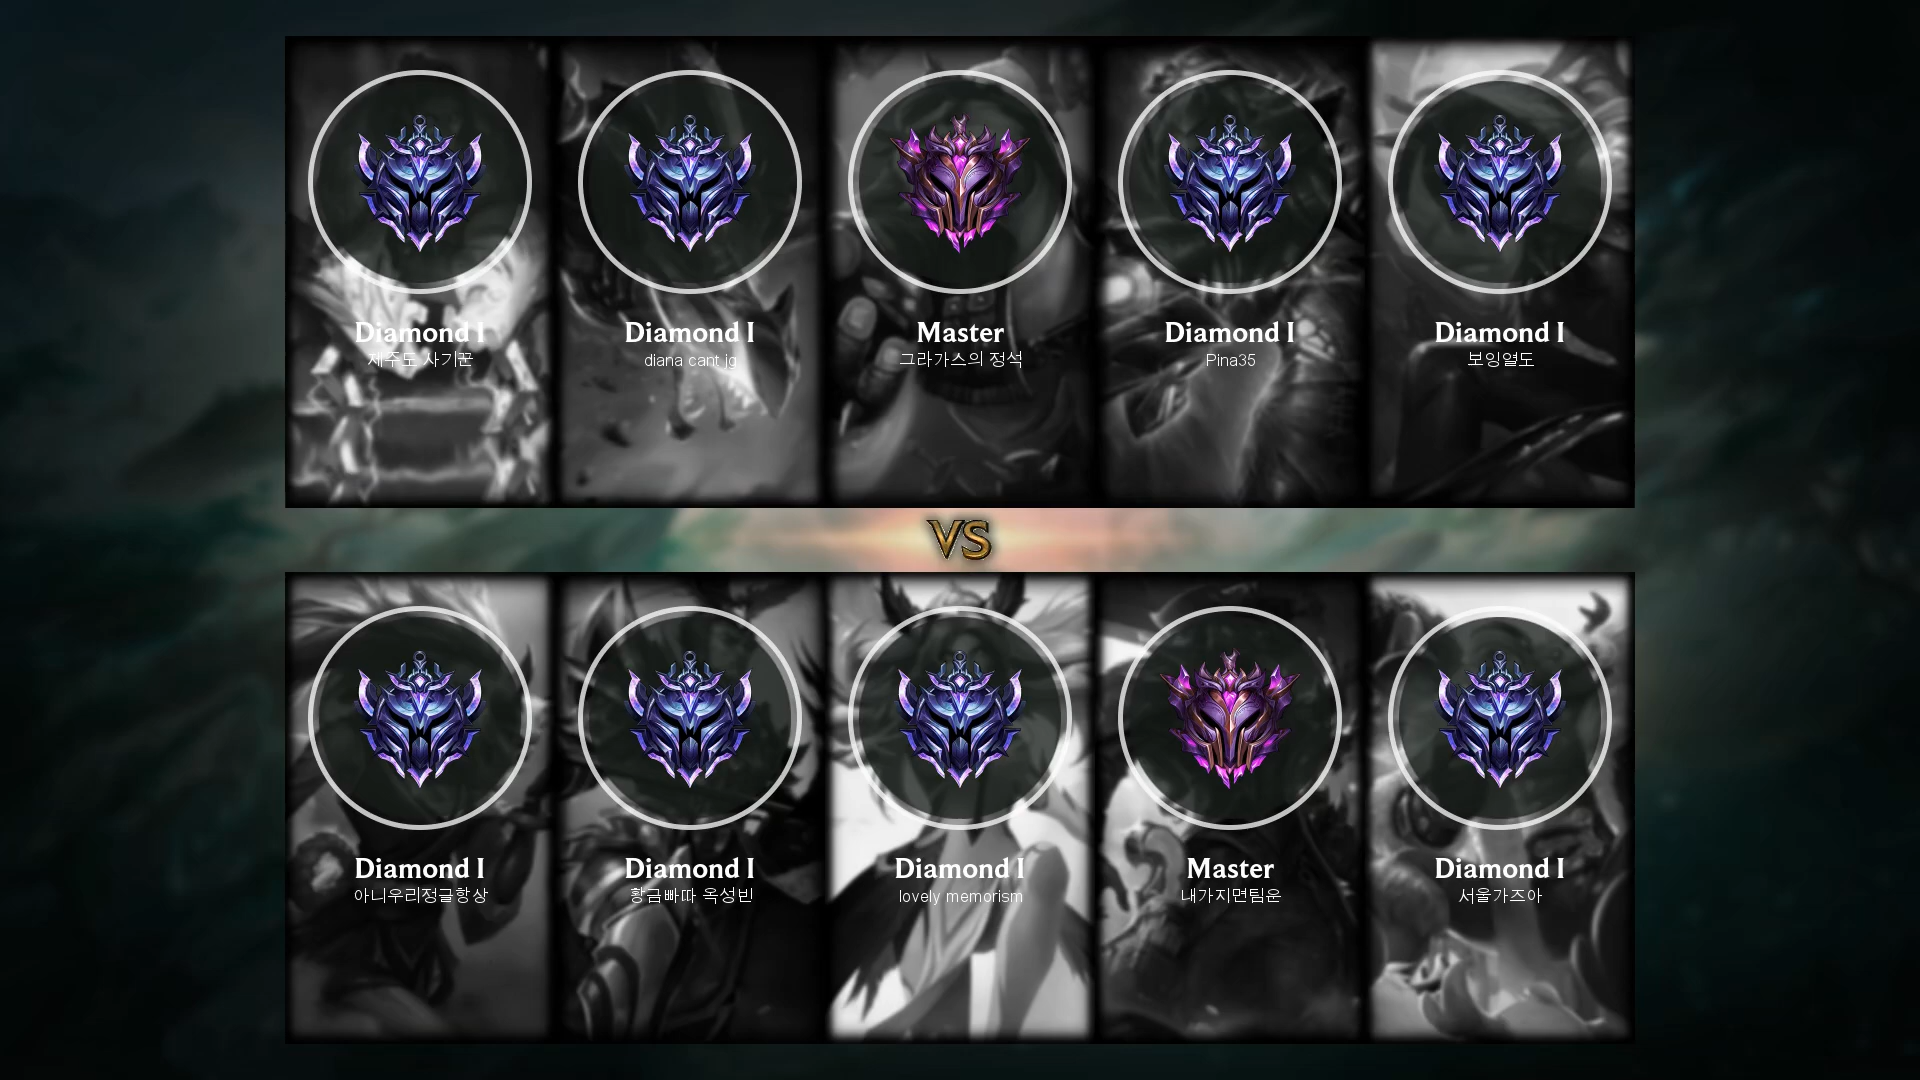 Diamond I
제주도 사기꾼
Diamond I
diana cant jg
Master
그라가스의 정석
Diamond I
Pina35
Diamond I
보잉열도
VS
Diamond I
아니우리정글항상
Diamond I
황금빠따 옥성빈
Diamond I
lovely memorism
Master
내가지면팀운
Diamond I
서울가즈아